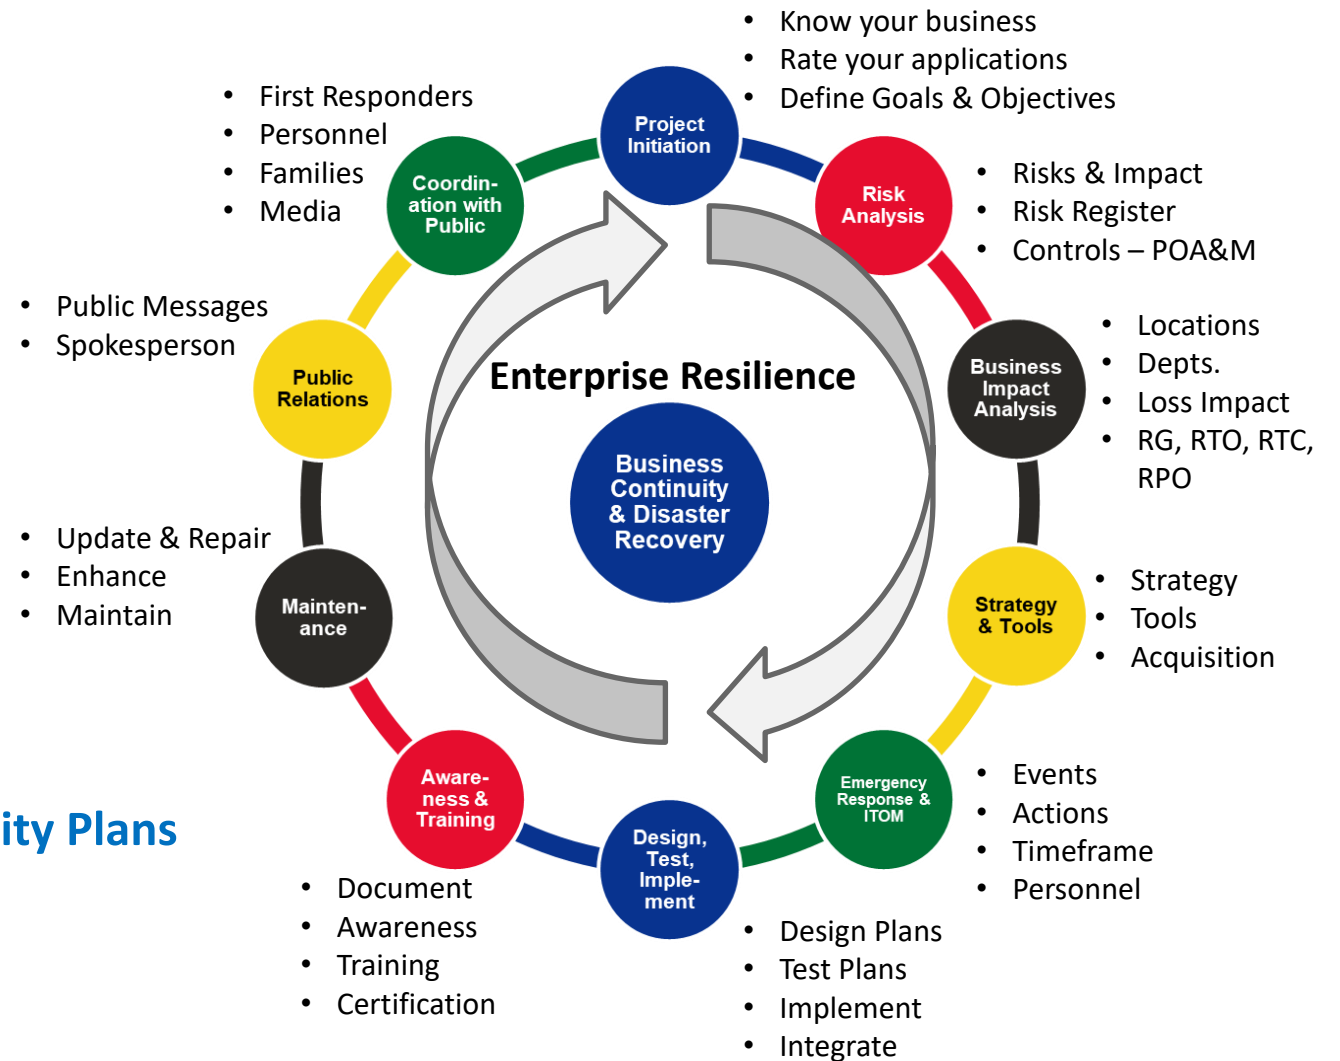 • Know your business
• Rate your applications
• Define Goals & Objectives
Project
Initiation
Risk
Analysis
• Risks & Impact
• Risk Register
• Controls – POA&M
Business
Impact
Analysis
• Locations
• Depts.
• Loss Impact
• RG, RTO, RTC,
RPO
Strategy
& Tools
• Strategy
• Tools
• Acquisition
Emergency
Response &
ITOM
• Events
• Actions
• Timeframe
• Personnel
Design,
Test,
Imple-
ment
• Design Plans
• Test Plans
• Implement
• Integrate
Aware-
ness &
Training
• Document
• Awareness
• Training
• Certification
Mainten-
ance
• Update & Repair
• Enhance
• Maintain
Public
Relations
• Public Messages
• Spokesperson
Coordin-
ation with
Public
• First Responders
• Personnel
• Families
• Media
Enterprise Resilience
Business
Continuity
& Disaster
Recovery
ity Plans